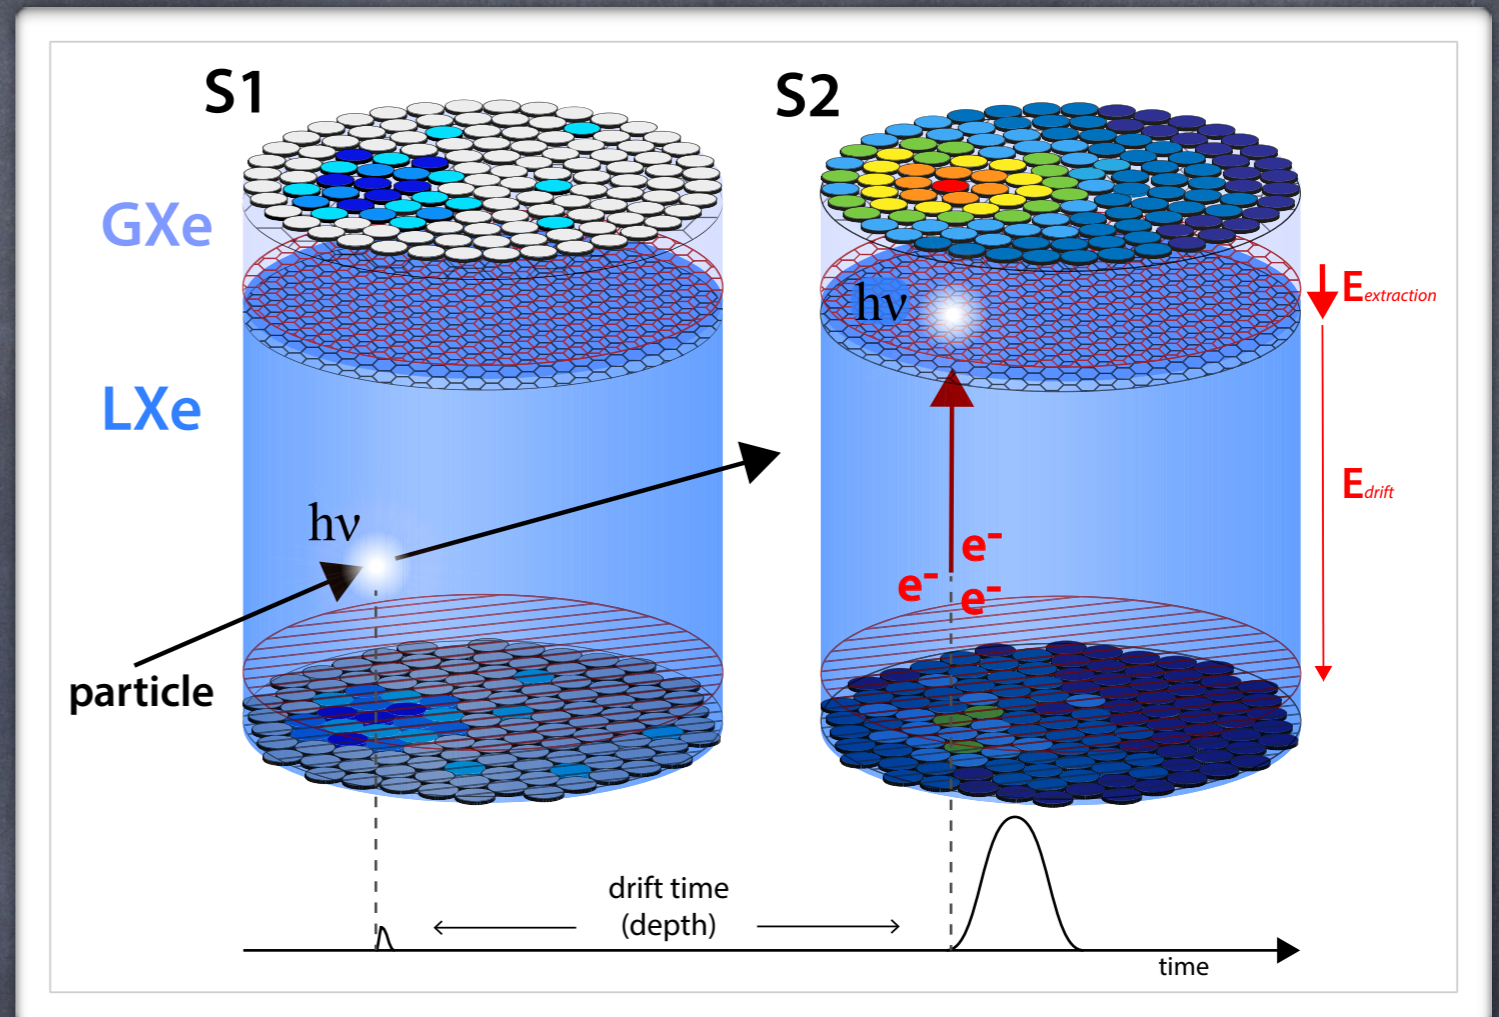 S1
S2
GXe
hν
Eextraction
LXe
Edrift
hν
e-
e-
e-
particle
drift time
(depth)
time